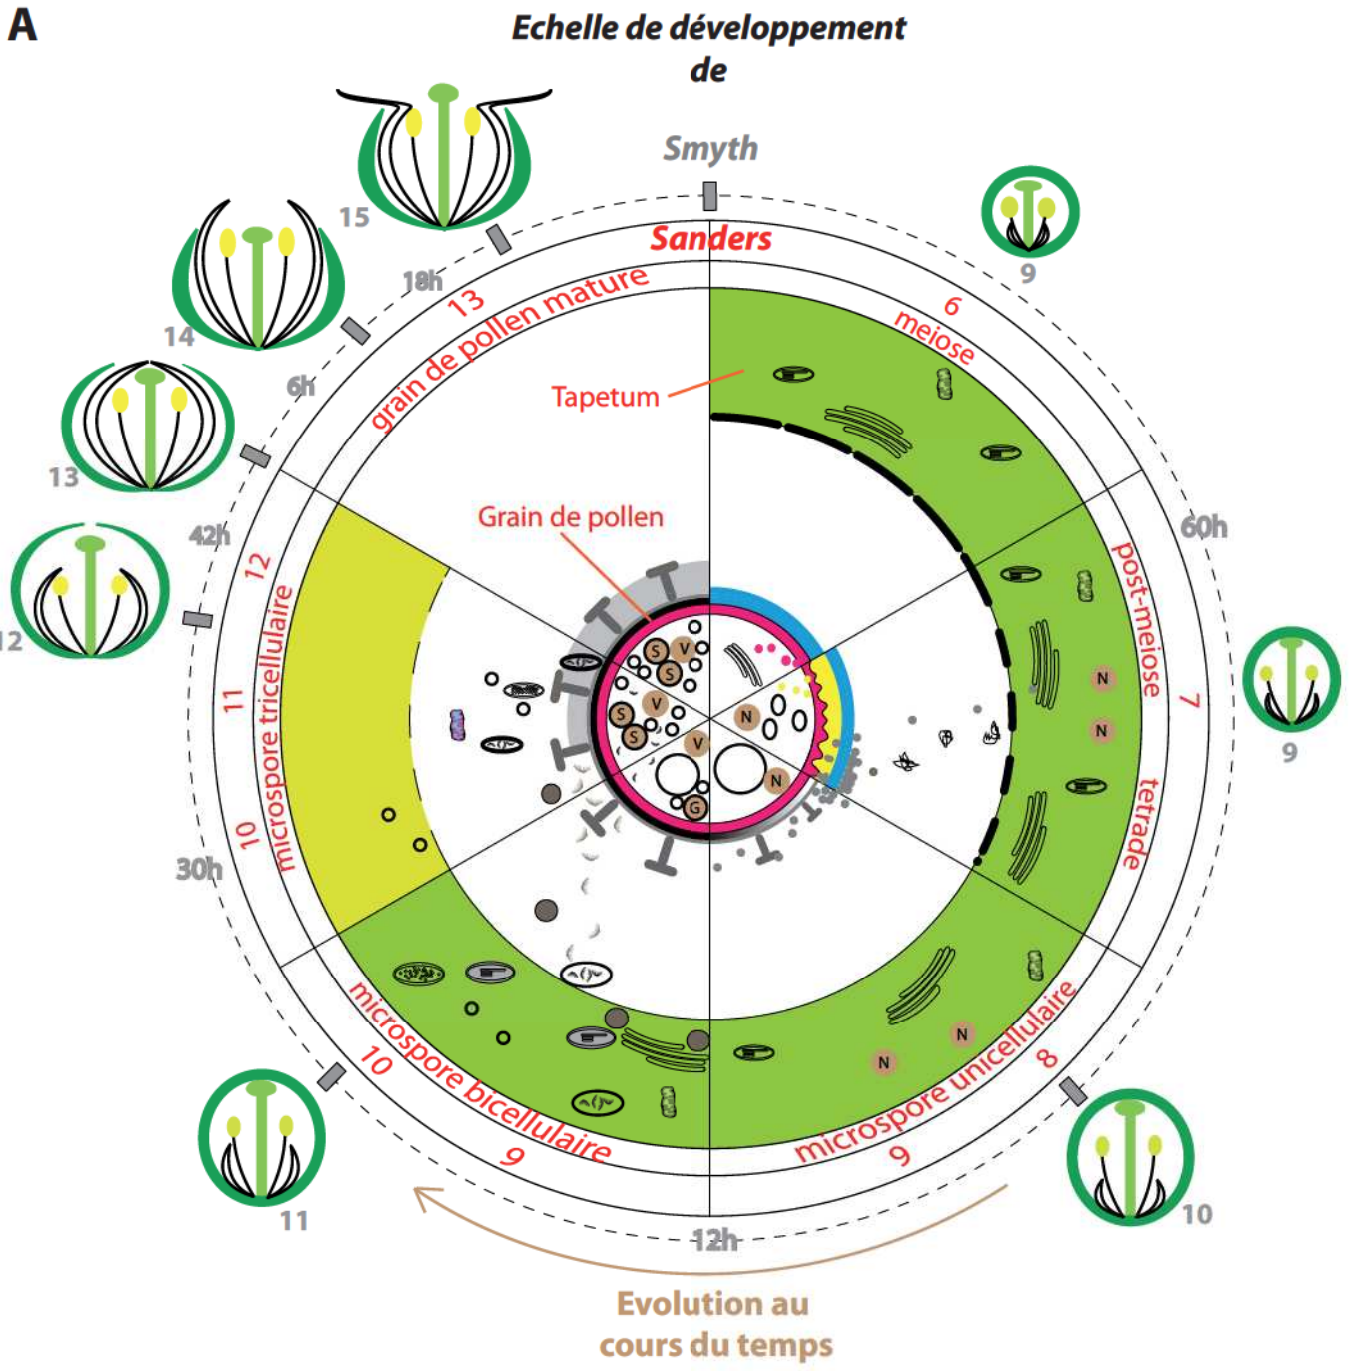 A
Echelle de développement
de
Smyth
Sanders
15
18h
13
grain de pollen mature
14
6h
13
42h
12
12
11
microspore tricellulaire
10
30h
9
6
meiose
Tapetum
Grain de pollen
60h
post-meiose
7
tetrade
9
S
V
S
V
S
S
V
G
N
N
N
N
N
N
microspore unicellulaire
8
9
10
microspore bicellulaire
10
9
11
12h
Evolution au
cours du temps